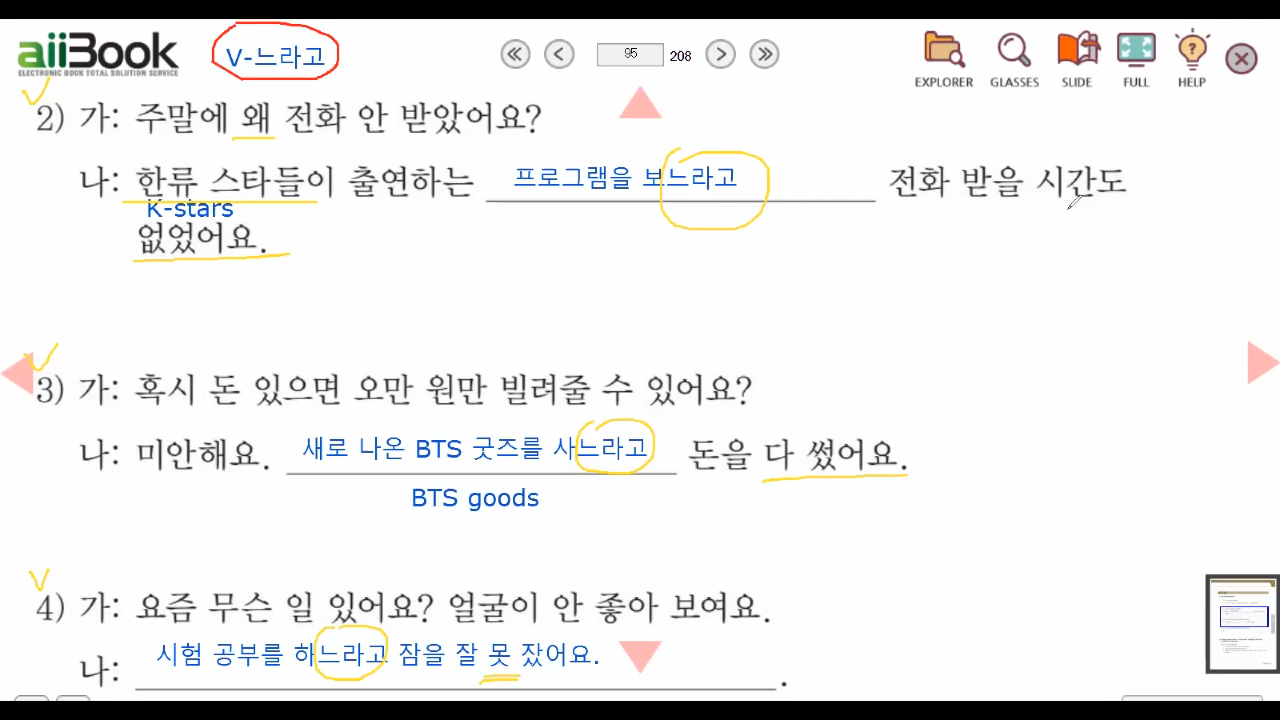 aiiBook
ELECTRONIC BOOK TOTAL SOLUTION SERVICE
V-느라고
95 208
EXPLORER GLASSES SLIDE FULL HELP
2) 가: 주말에 왜 전화 안 받았어요?
나: 한류 스타들이 출연하는 프로그램을 보느라고 전화 받을 시간도
K-stars
없었어요.
3) 가: 혹시 돈 있으면 오만 원만 빌려줄 수 있어요?
나: 미안해요. 새로 나온 BTS 굿즈를 사느라고 돈을 다 썼어요.
BTS goods
4) 가: 요즘 무슨 일 있어요? 얼굴이 안 좋아 보여요.
나: 시험 공부를 하느라고 잠을 잘 못 잤어요. .